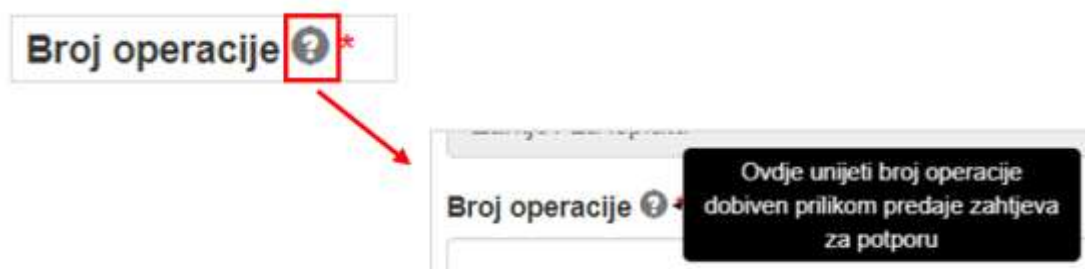 Broj operacije ? *
Broj operacije ?
Ovdje unijeti broj operacije
dobiven prilikom predaje zahtjeva
za potporu